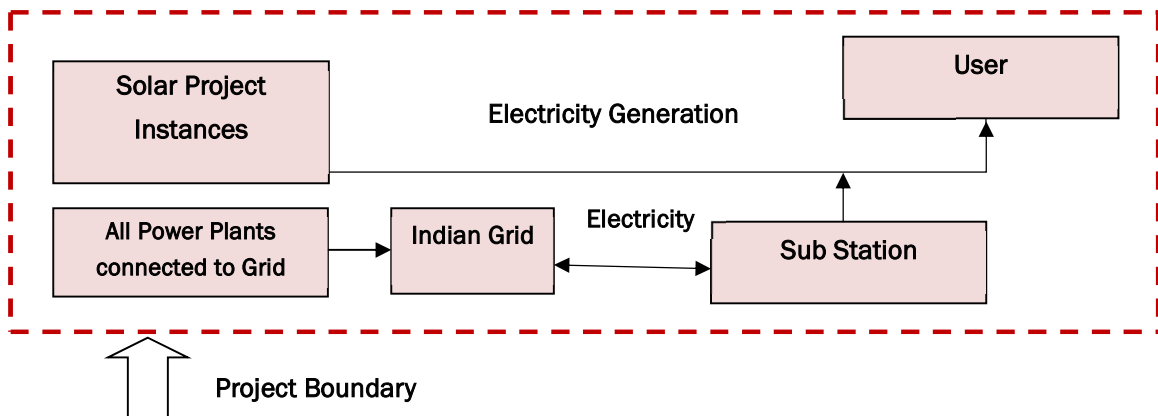 Solar Project
Instances
Electricity Generation
User
All Power Plants
connected to Grid
Indian Grid
Electricity
Sub Station
Project Boundary